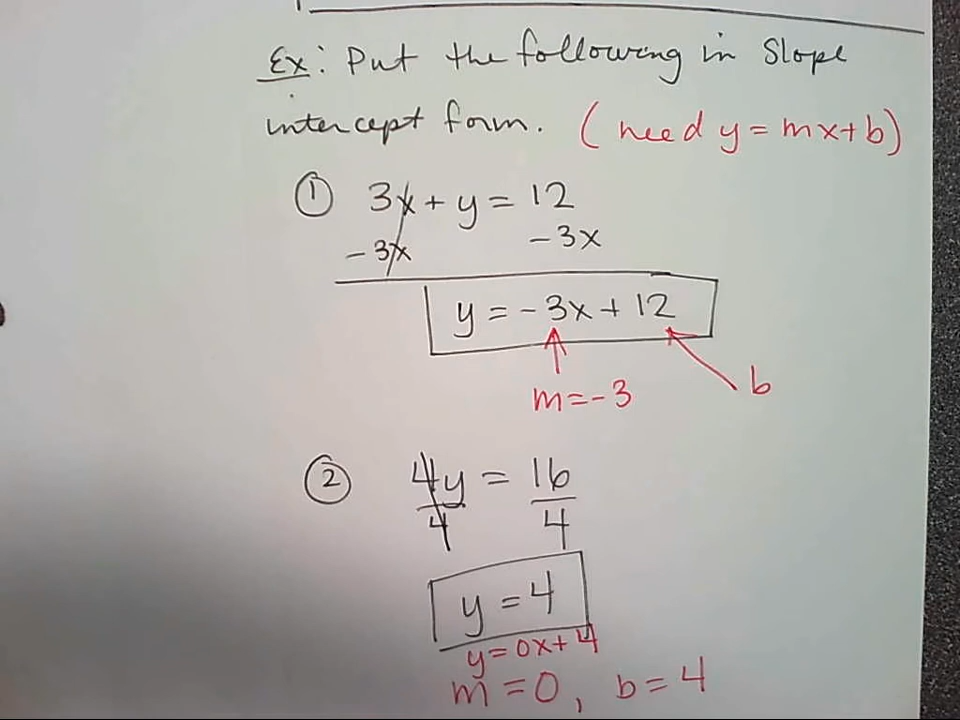 Ex: Put the following in Slope
intercept form. (need y = mx+b)
① 3x + y = 12
- 3x - 3x
y = -3x + 12
m = -3 b
② 4y = 16
4 4
y = 4
y = 0x + 4
m = 0, b = 4